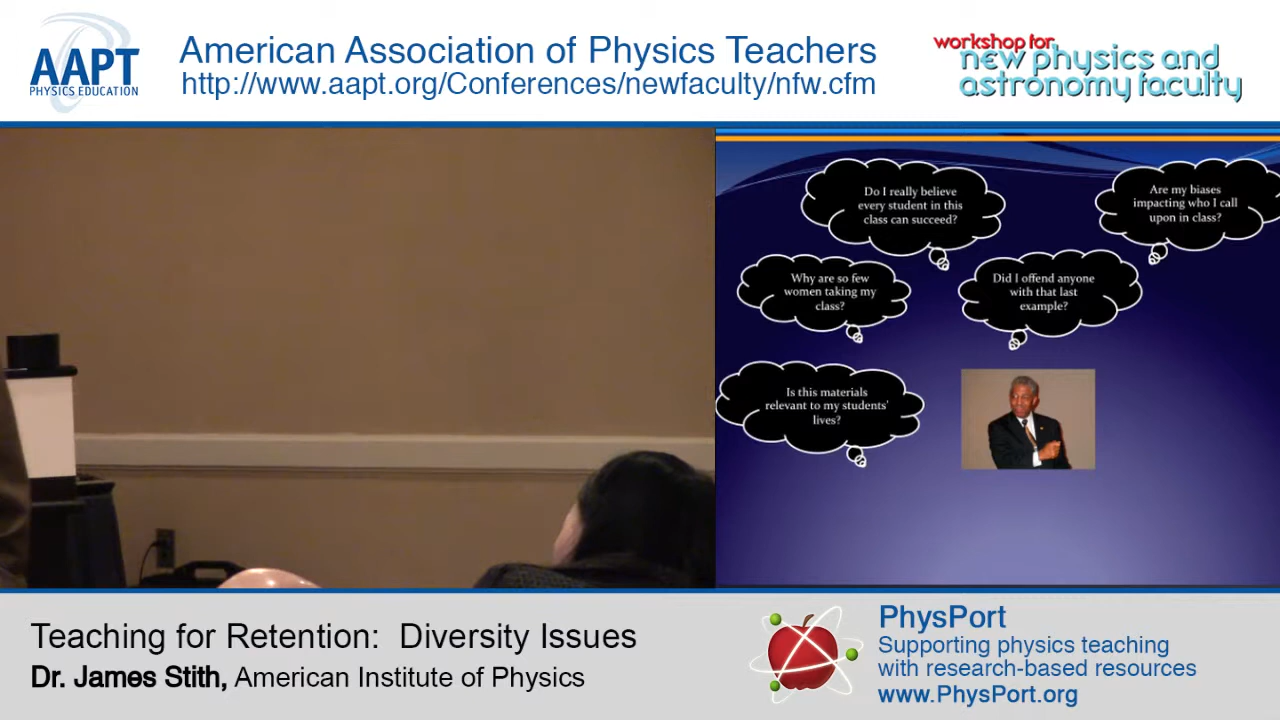 AAPT
PHYSICS EDUCATION
American Association of Physics Teachers
http://www.aapt.org/Conferences/newfaculty/nfw.cfm
workshop for
new physics and
astronomy faculty
Do I really believe
every student in this
class can succeed?
Are my biases
impacting who I call
upon in class?
Why are so few
women taking my
class?
Did I offend anyone
with that last
example?
Is this materials
relevant to my students'
lives?
Teaching for Retention: Diversity Issues
Dr. James Stith, American Institute of Physics
PhysPort
Supporting physics teaching
with research-based resources
www.PhysPort.org